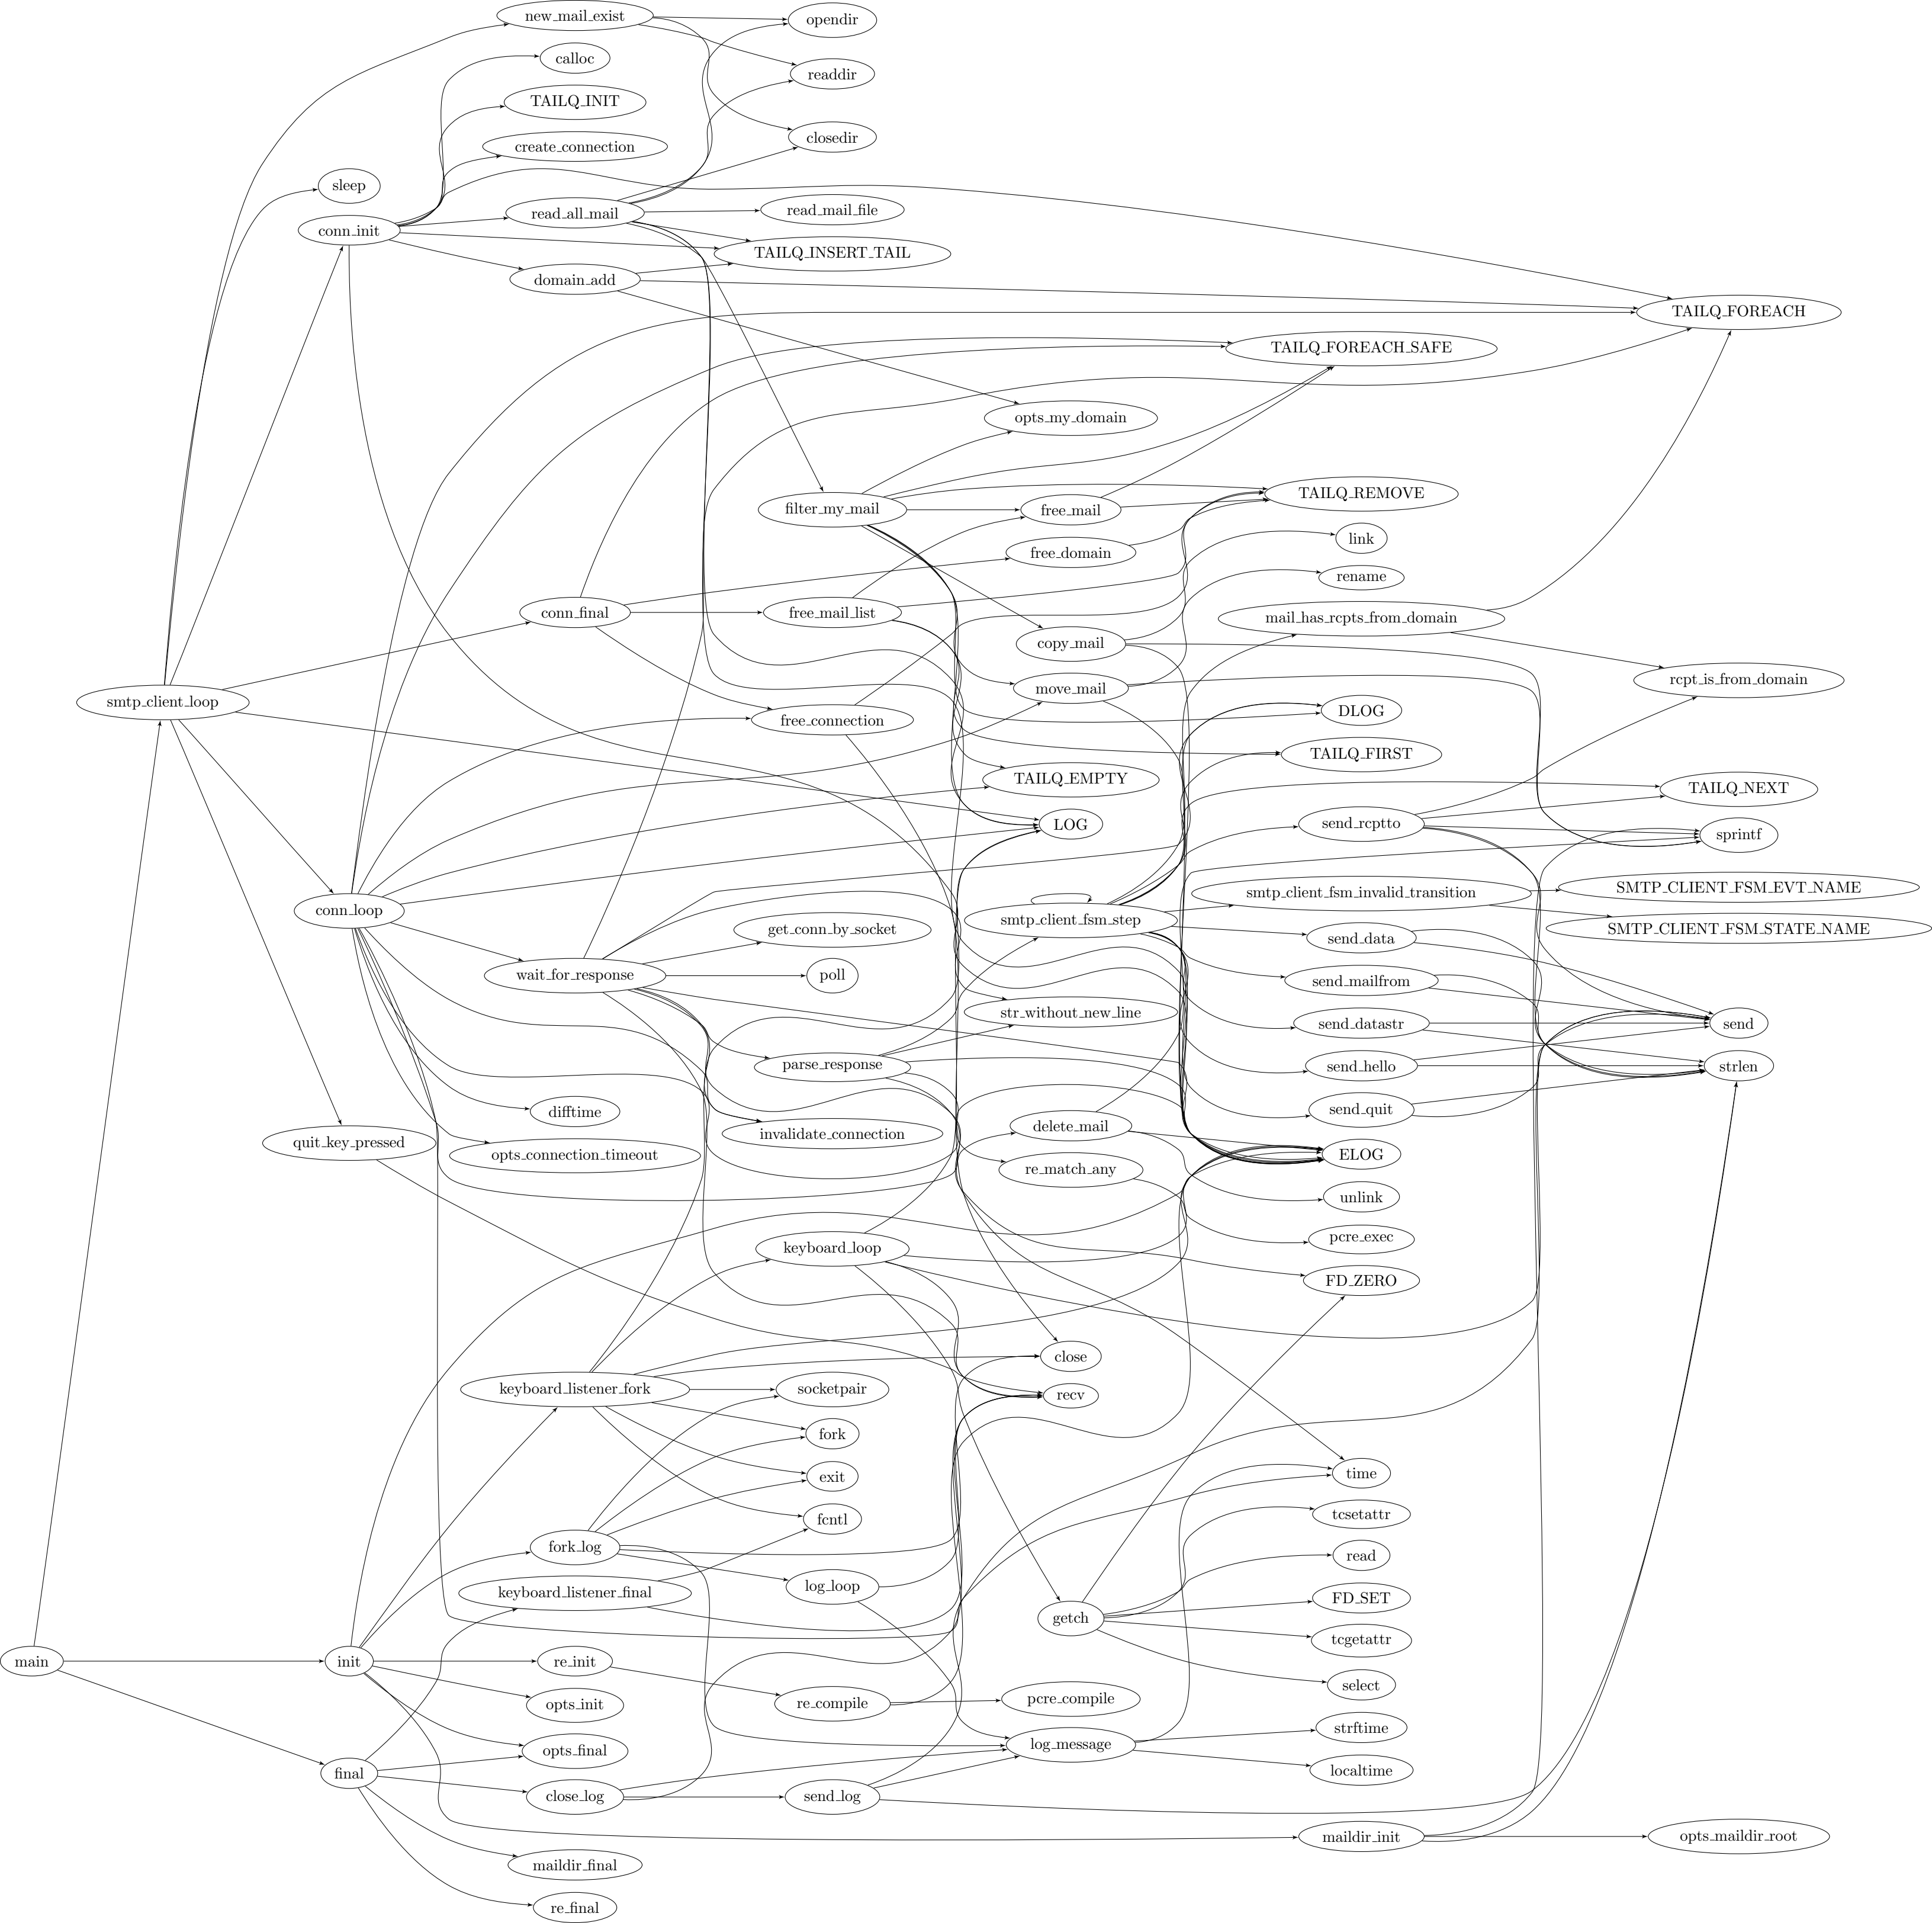 new_mail_exist
opendir
calloc
readdir
TAILQ_INIT
closedir
create_connection
sleep
read_all_mail
read_mail_file
conn_init
TAILQ_INSERT_TAIL
domain_add
TAILQ_FOREACH
TAILQ_FOREACH_SAFE
opts_my_domain
TAILQ_REMOVE
filter_my_mail
free_mail
link
free_domain
rename
conn_final
free_mail_list
mail_has_rcpts_from_domain
copy_mail
rcpt_is_from_domain
move_mail
smtp_client_loop
DLOG
free_connection
TAILQ_FIRST
TAILQ_EMPTY
TAILQ_NEXT
LOG
send_rcptto
sprintf
smtp_client_fsm_invalid_transition
SMTP_CLIENT_FSM_EVT_NAME
conn_loop
smtp_client_fsm_step
get_conn_by_socket
SMTP_CLIENT_FSM_STATE_NAME
send_data
wait_for_response
poll
send_mailfrom
str_without_new_line
send_datastr
send
parse_response
send_hello
strlen
difftime
send_quit
delete_mail
invalidate_connection
quit_key_pressed
opts_connection_timeout
ELOG
re_match_any
unlink
pcre_exec
keyboard_loop
FD_ZERO
close
keyboard_listener_fork
socketpair
recv
fork
time
exit
tcsetattr
fcntl
fork_log
read
log_loop
keyboard_listener_final
FD_SET
getch
tcgetattr
main
init
re_init
select
pcre_compile
opts_init
re_compile
strftime
log_message
opts_final
final
localtime
close_log
send_log
maildir_init
opts_maildir_root
maildir_final
re_final